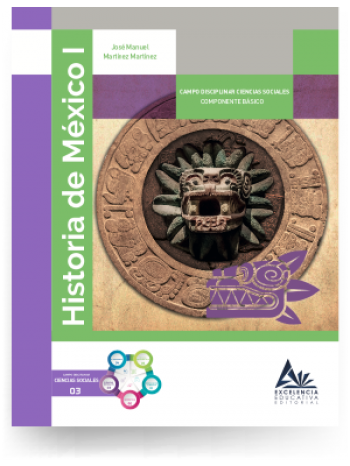 José Manuel
Martínez Martínez
CAMPO DISCIPLINAR CIENCIAS SOCIALES
COMPONENTE BÁSICO
Historia de México I
CIENCIAS SOCIALES
03
EXCELENCIA
EDUCATIVA
EDITORIAL